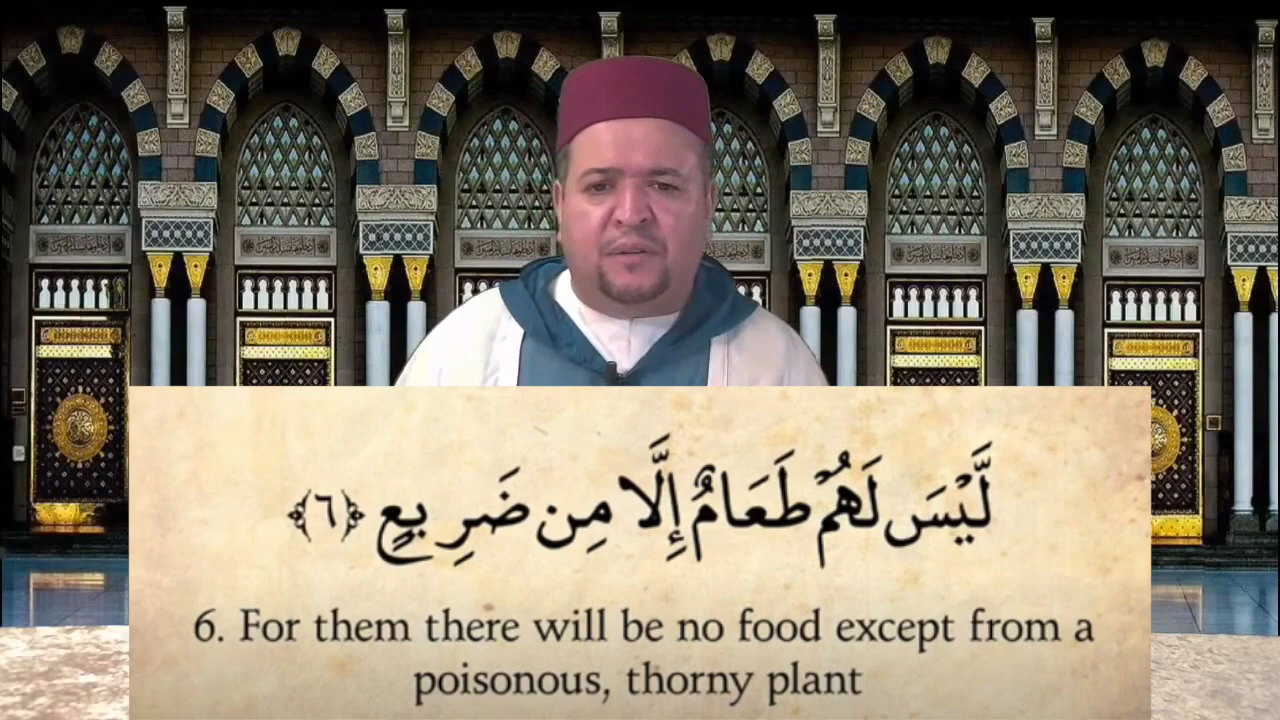 لَّيْسَ لَهُمْ طَعَامٌ إِلَّا مِن ضَرِيعٍ ﴿٦﴾
6. For them there will be no food except from a
poisonous, thorny plant